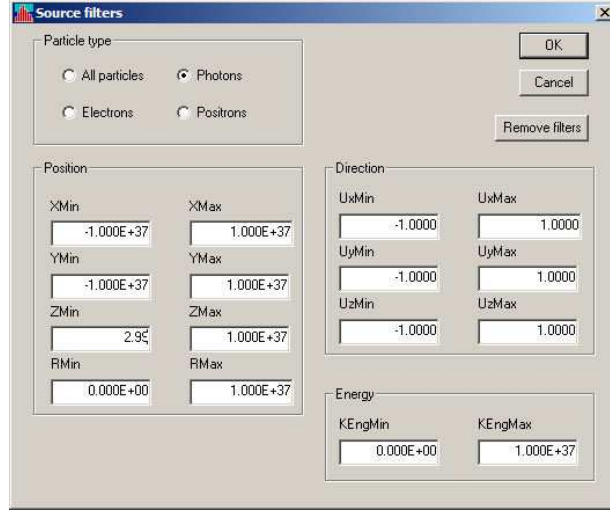 Source filters
Particle type
All particles
Photons
Electrons
Positrons
OK
Cancel
Remove filters
Position
XMin
XMax
-1.000E+37
1.000E+37
YMin
YMax
-1.000E+37
1.000E+37
ZMin
ZMax
2.95
1.000E+37
RMin
RMax
0.000E+00
1.000E+37
Direction
UxMin
UxMax
-1.0000
1.0000
UyMin
UyMax
-1.0000
1.0000
UzMin
UzMax
-1.0000
1.0000
Energy
KEngMin
KEngMax
0.000E+00
1.000E+37